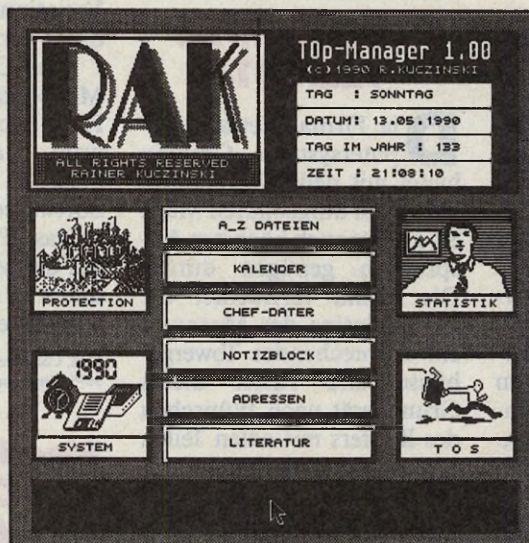 RAK
ALL RIGHTS RESERVED
RAINER KUCZINSKI
TOp-Manager 1.00
(c) 1990 R.KUCZINSKI
TAG : SONNTAG
DATUM: 13.05.1990
TAG IM JAHR : 133
ZEIT : 21:08:10
PROTECTION
A_Z DATEIEN
KALENDER
CHEF-DATER
NOTIZBLOCK
ADRESSEN
LITERATUR
STATISTIK
1990
SYSTEM
TOS